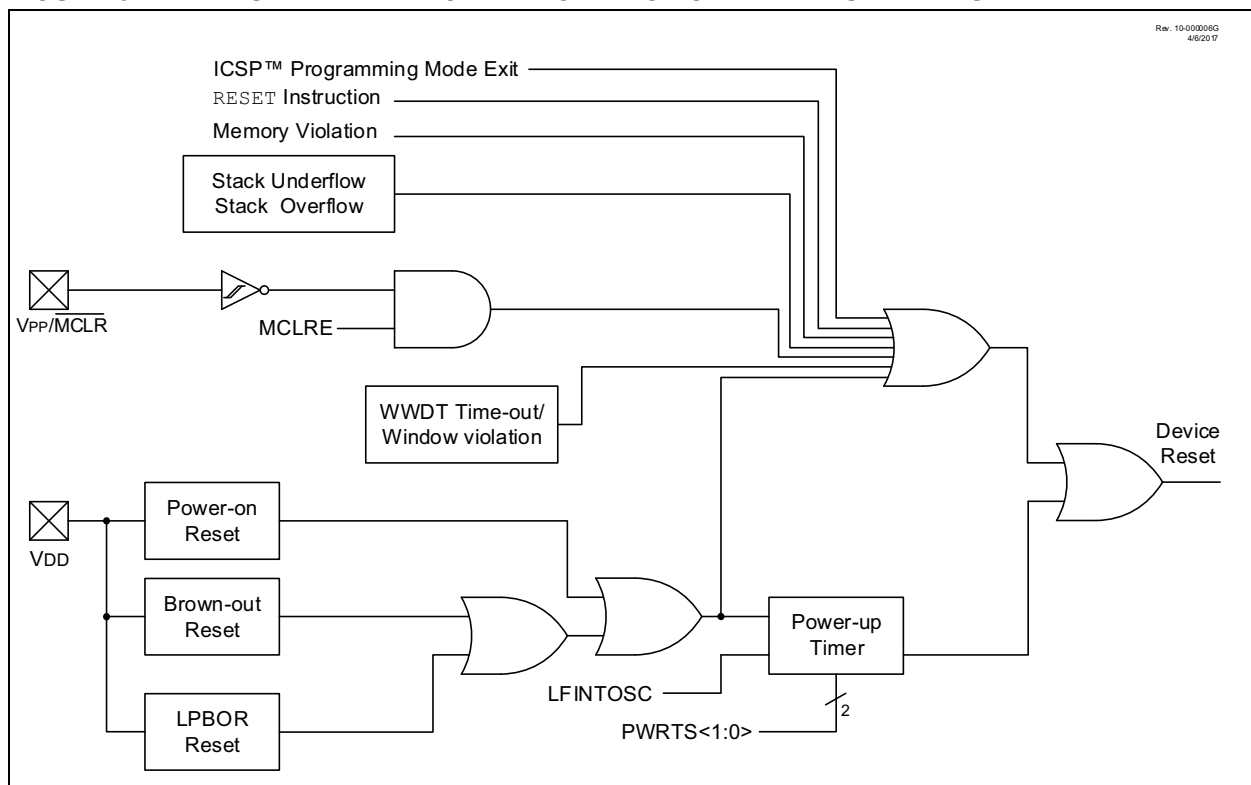 Rev. 10-000006G
4/6/2017
ICSP™ Programming Mode Exit
RESET Instruction
Memory Violation
Stack Underflow
Stack Overflow
VPP/MCLR
MCLRE
WWDT Time-out/
Window violation
Device
Reset
Power-on
Reset
VDD
Brown-out
Reset
Power-up
Timer
LFINTOSC
LPBOR
Reset
2
PWRTS<1:0>